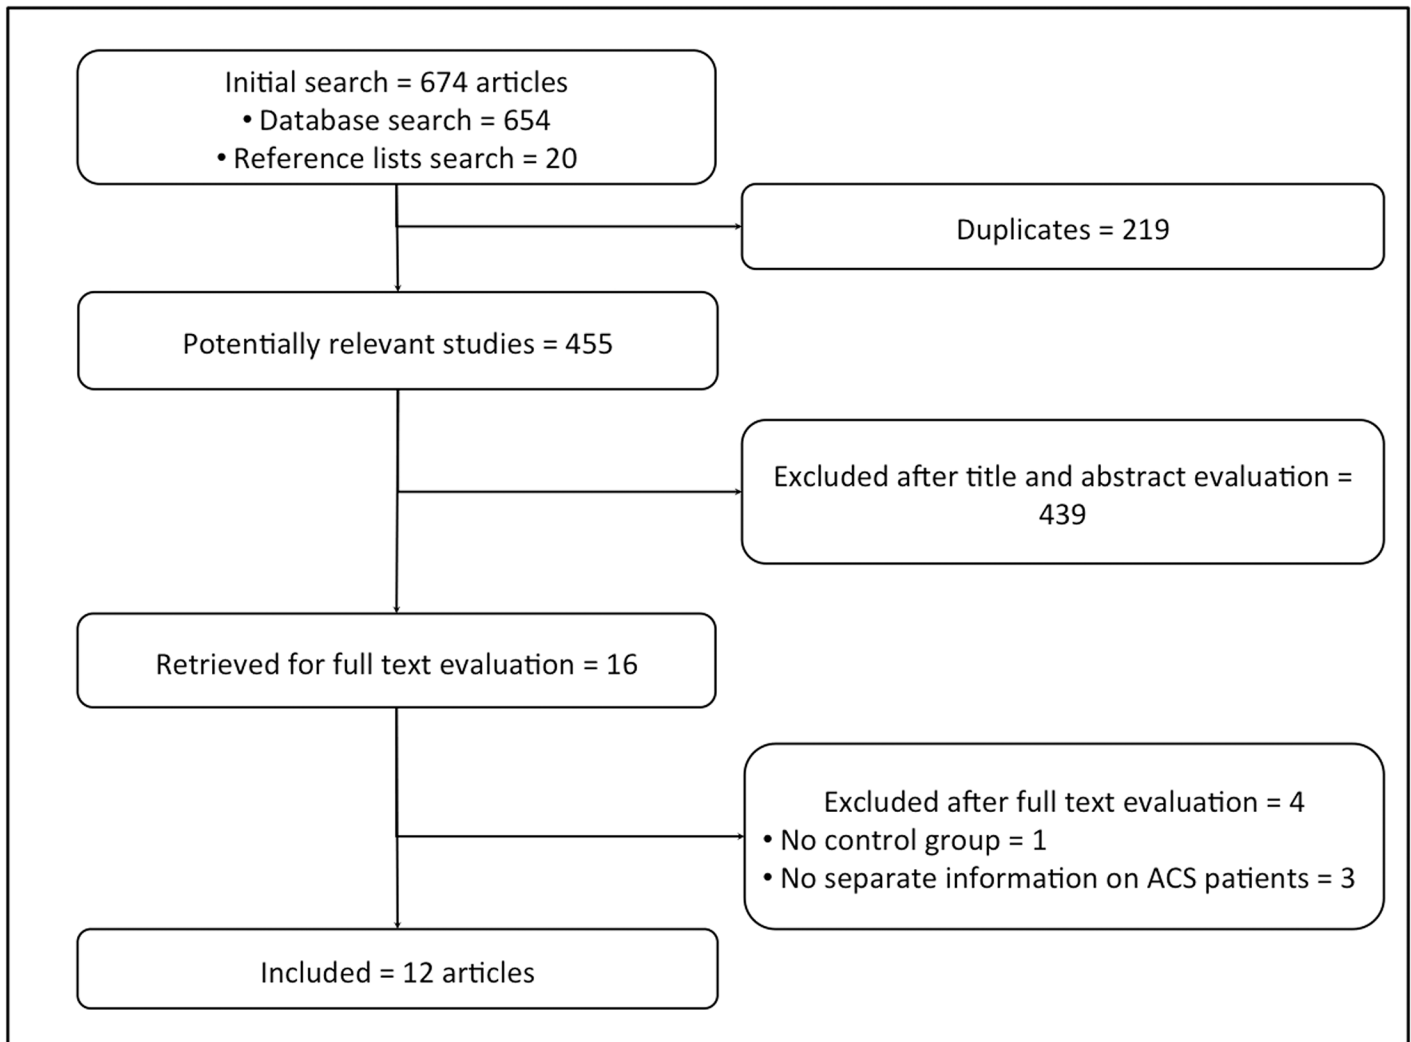 Initial search = 674 articles
• Database search = 654
• Reference lists search = 20
Duplicates = 219
Potentially relevant studies = 455
Excluded after title and abstract evaluation =
439
Retrieved for full text evaluation = 16
Excluded after full text evaluation = 4
• No control group = 1
• No separate information on ACS patients = 3
Included = 12 articles